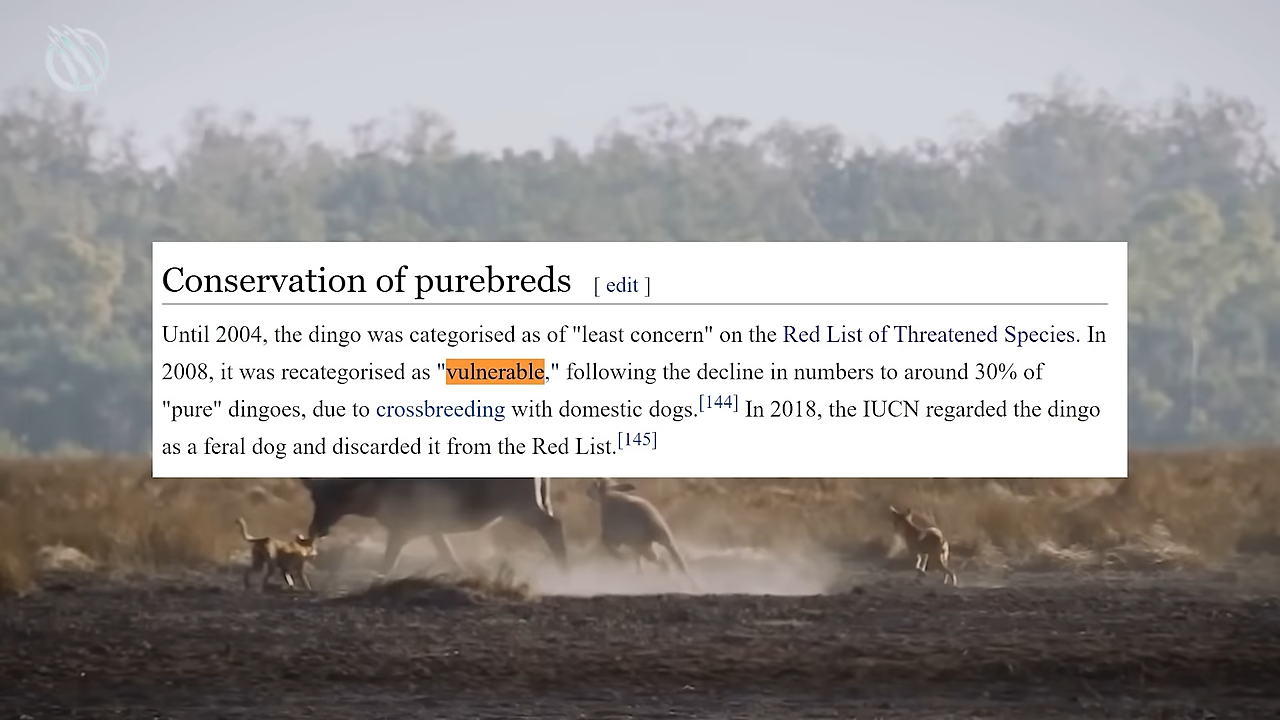 Conservation of purebreds [ edit ]
Until 2004, the dingo was categorised as of "least concern" on the Red List of Threatened Species. In
2008, it was recategorised as "vulnerable," following the decline in numbers to around 30% of
"pure" dingoes, due to crossbreeding with domestic dogs.[144] In 2018, the IUCN regarded the dingo
as a feral dog and discarded it from the Red List.[145]